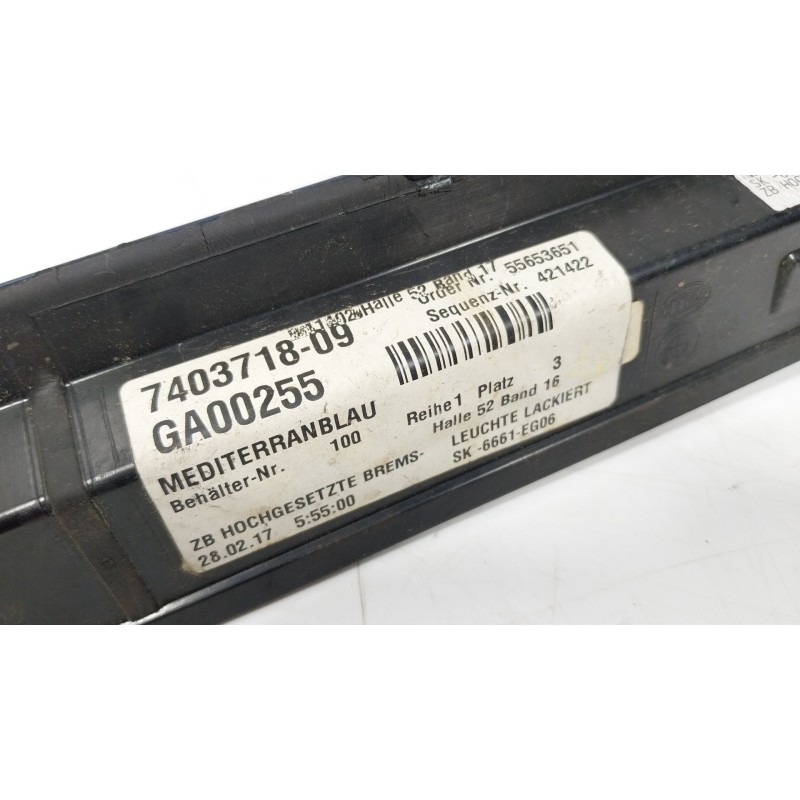 Halle 52 Band 17
7403718-09
Order Nr. 55653651
GA00255
Sequenz-Nr. 421422
MEDITERRANBLAU
Reihe 1 Platz 3
Behälter-Nr. 100
Halle 52 Band 16
ZB HOCHGESETZTE BREMS-
LEUCHTE LACKIERT
28.02.17 5:55:00
SK -6661-EG06
SK
ZB